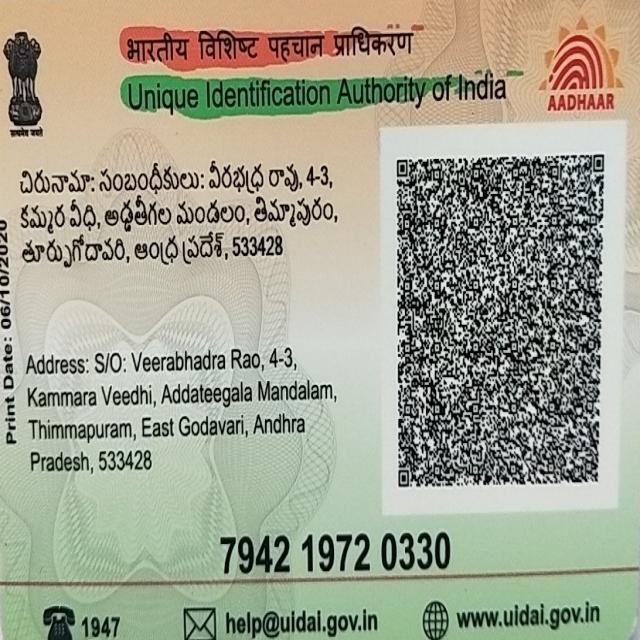 भारतीय विशिष्ट पहचान प्राधिकरण
Unique Identification Authority of India
सत्यमेव जयते
AADHAAR
చిరునామా: సంబంధీకులు: వీరభద్ర రావు, 4-3,
కమ్మర వీధి, అడ్డతీగల మండలం, తిమ్మాపురం,
తూర్పుగోదావరి, ఆంధ్ర ప్రదేశ్, 533428
Print Date: 06/10/2020
Address: S/O: Veerabhadra Rao, 4-3,
Kammara Veedhi, Addateegala Mandalam,
Thimmapuram, East Godavari, Andhra
Pradesh, 533428
7942 1972 0330
1947
help@uidai.gov.in
www.uidai.gov.in